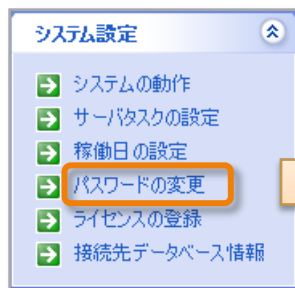 システム設定
システムの動作
サーバタスクの設定
稼働日の設定
パスワードの変更
ライセンスの登録
接続先データベース情報